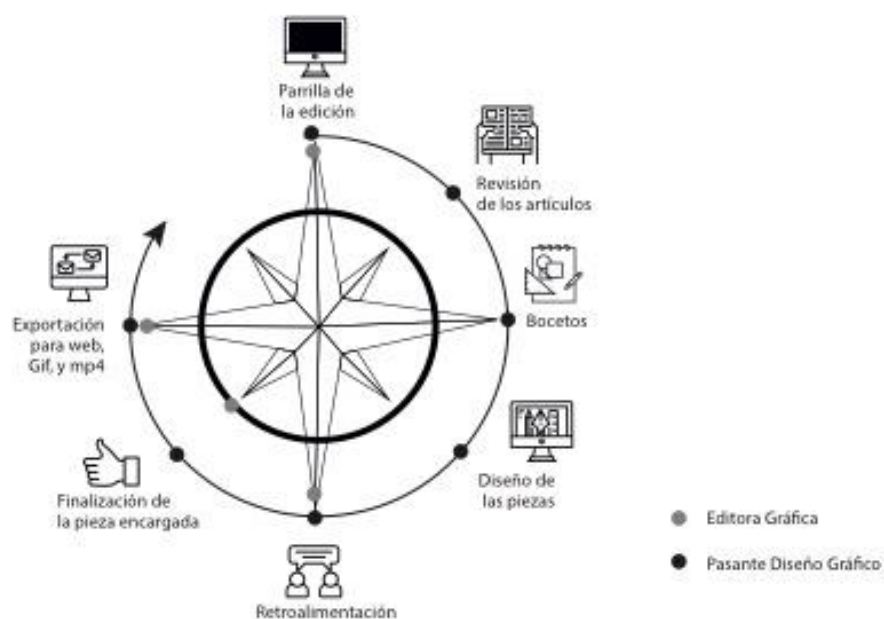 Parrilla de
la edición
Revisión
de los artículos
Bocetos
Diseño de
las piezas
Retroalimentación
Finalización de
la pieza encargada
Exportación
para web,
Gif, y mp4
Editora Gráfica
Pasante Diseño Gráfico